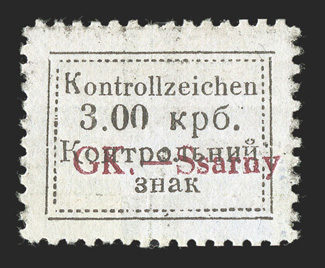 Kontrollzeichen
3.00 крб.
Контрольний
GK.—Ssarny
знак